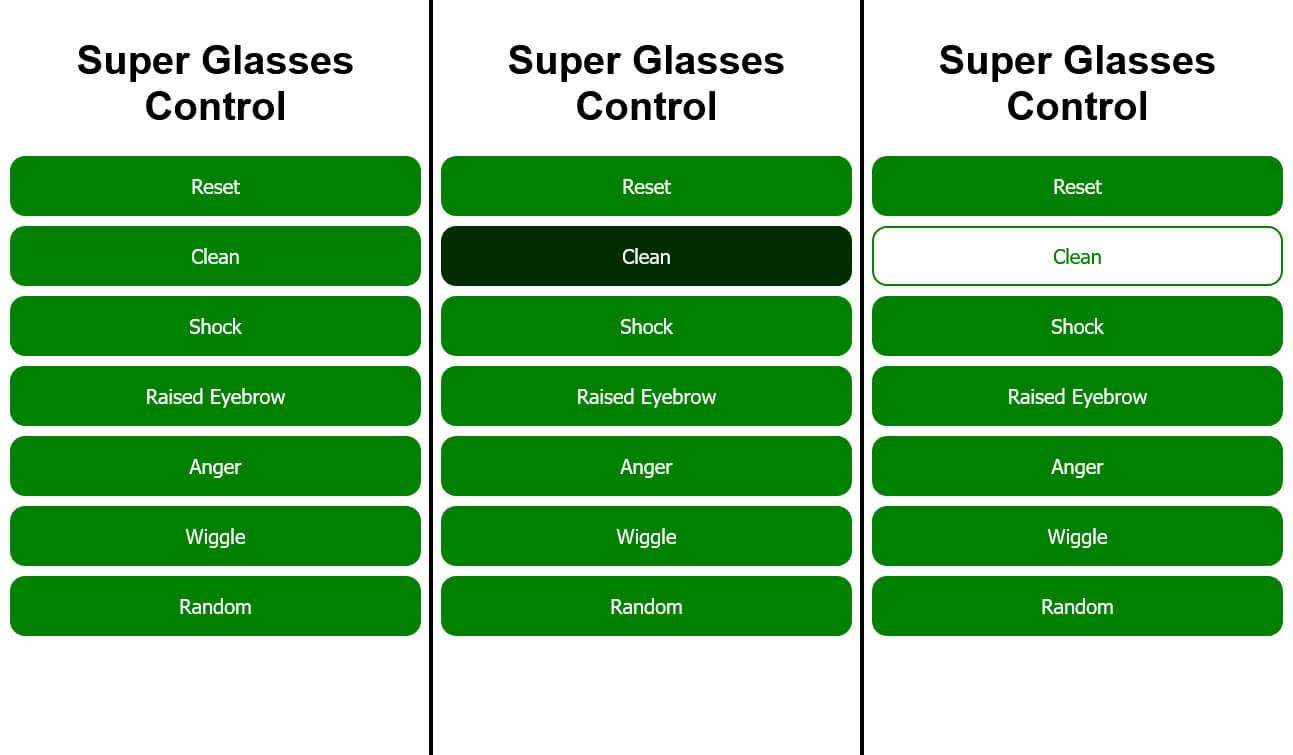 Super Glasses
Control
Reset
Clean
Shock
Raised Eyebrow
Anger
Wiggle
Random
Super Glasses
Control
Reset
Clean
Shock
Raised Eyebrow
Anger
Wiggle
Random
Super Glasses
Control
Reset
Clean
Shock
Raised Eyebrow
Anger
Wiggle
Random